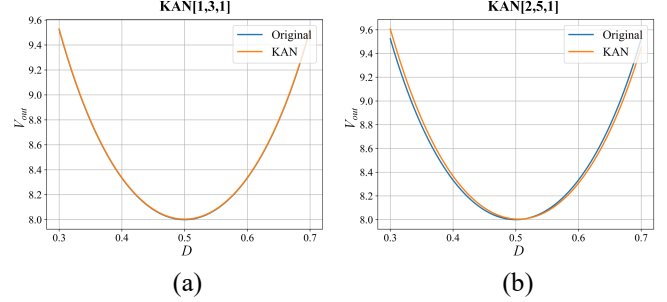 KAN[1,3,1]
9.6
9.4
9.2
9.0
8.8
8.6
8.4
8.2
8.0
V_out
0.3 0.4 0.5 0.6 0.7
D
Original
KAN
(a)
KAN[2,5,1]
9.6
9.4
9.2
9.0
8.8
8.6
8.4
8.2
8.0
V_out
0.3 0.4 0.5 0.6 0.7
D
Original
KAN
(b)